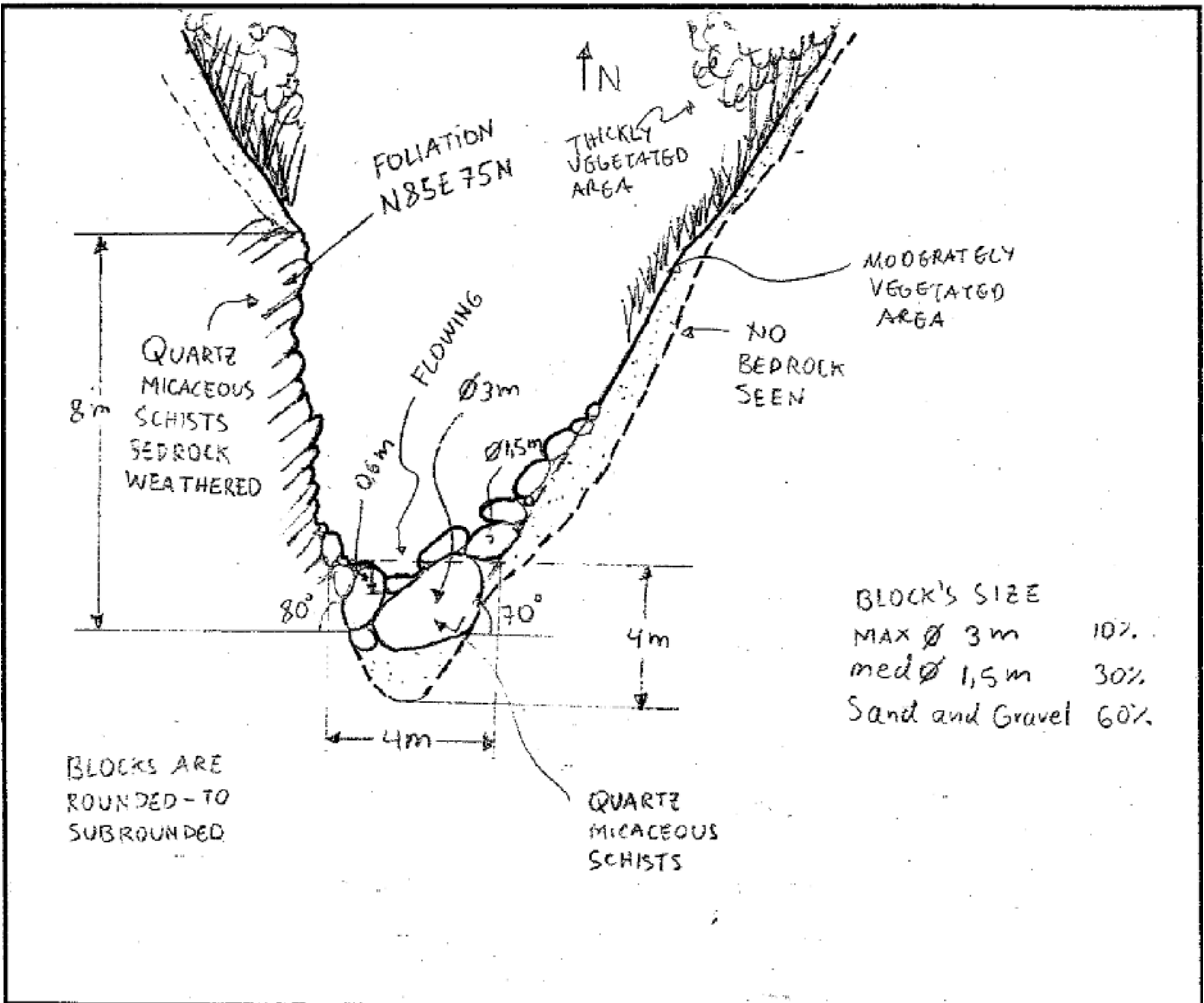 N
FOLIATION
N85E 75N
THICKLY
VEGETATED
AREA
MODERATELY
VEGETATED
AREA
NO
BEDROCK
SEEN
QUARTZ
MICACEOUS
SCHISTS
BEDROCK
WEATHERED
8m
FLOWING
0,6m
Ø3m
Ø1,5m
80°
70°
4m
4m
BLOCK'S SIZE
MAX Ø 3m 10%
med Ø 1,5m 30%
Sand and Gravel 60%
BLOCKS ARE
ROUNDED-TO
SUBROUNDED
QUARTZ
MICACEOUS
SCHISTS